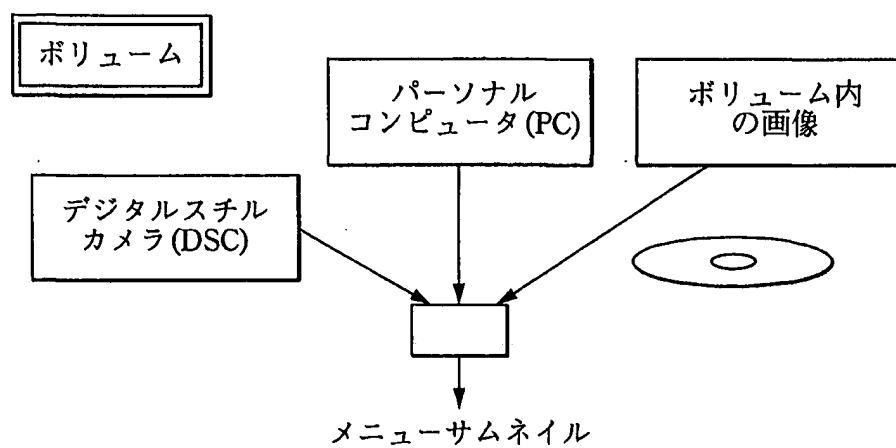 ボリューム
パーソナル
コンピュータ(PC)
ボリューム内
の画像
デジタルスチル
カメラ(DSC)
メニューサムネイル